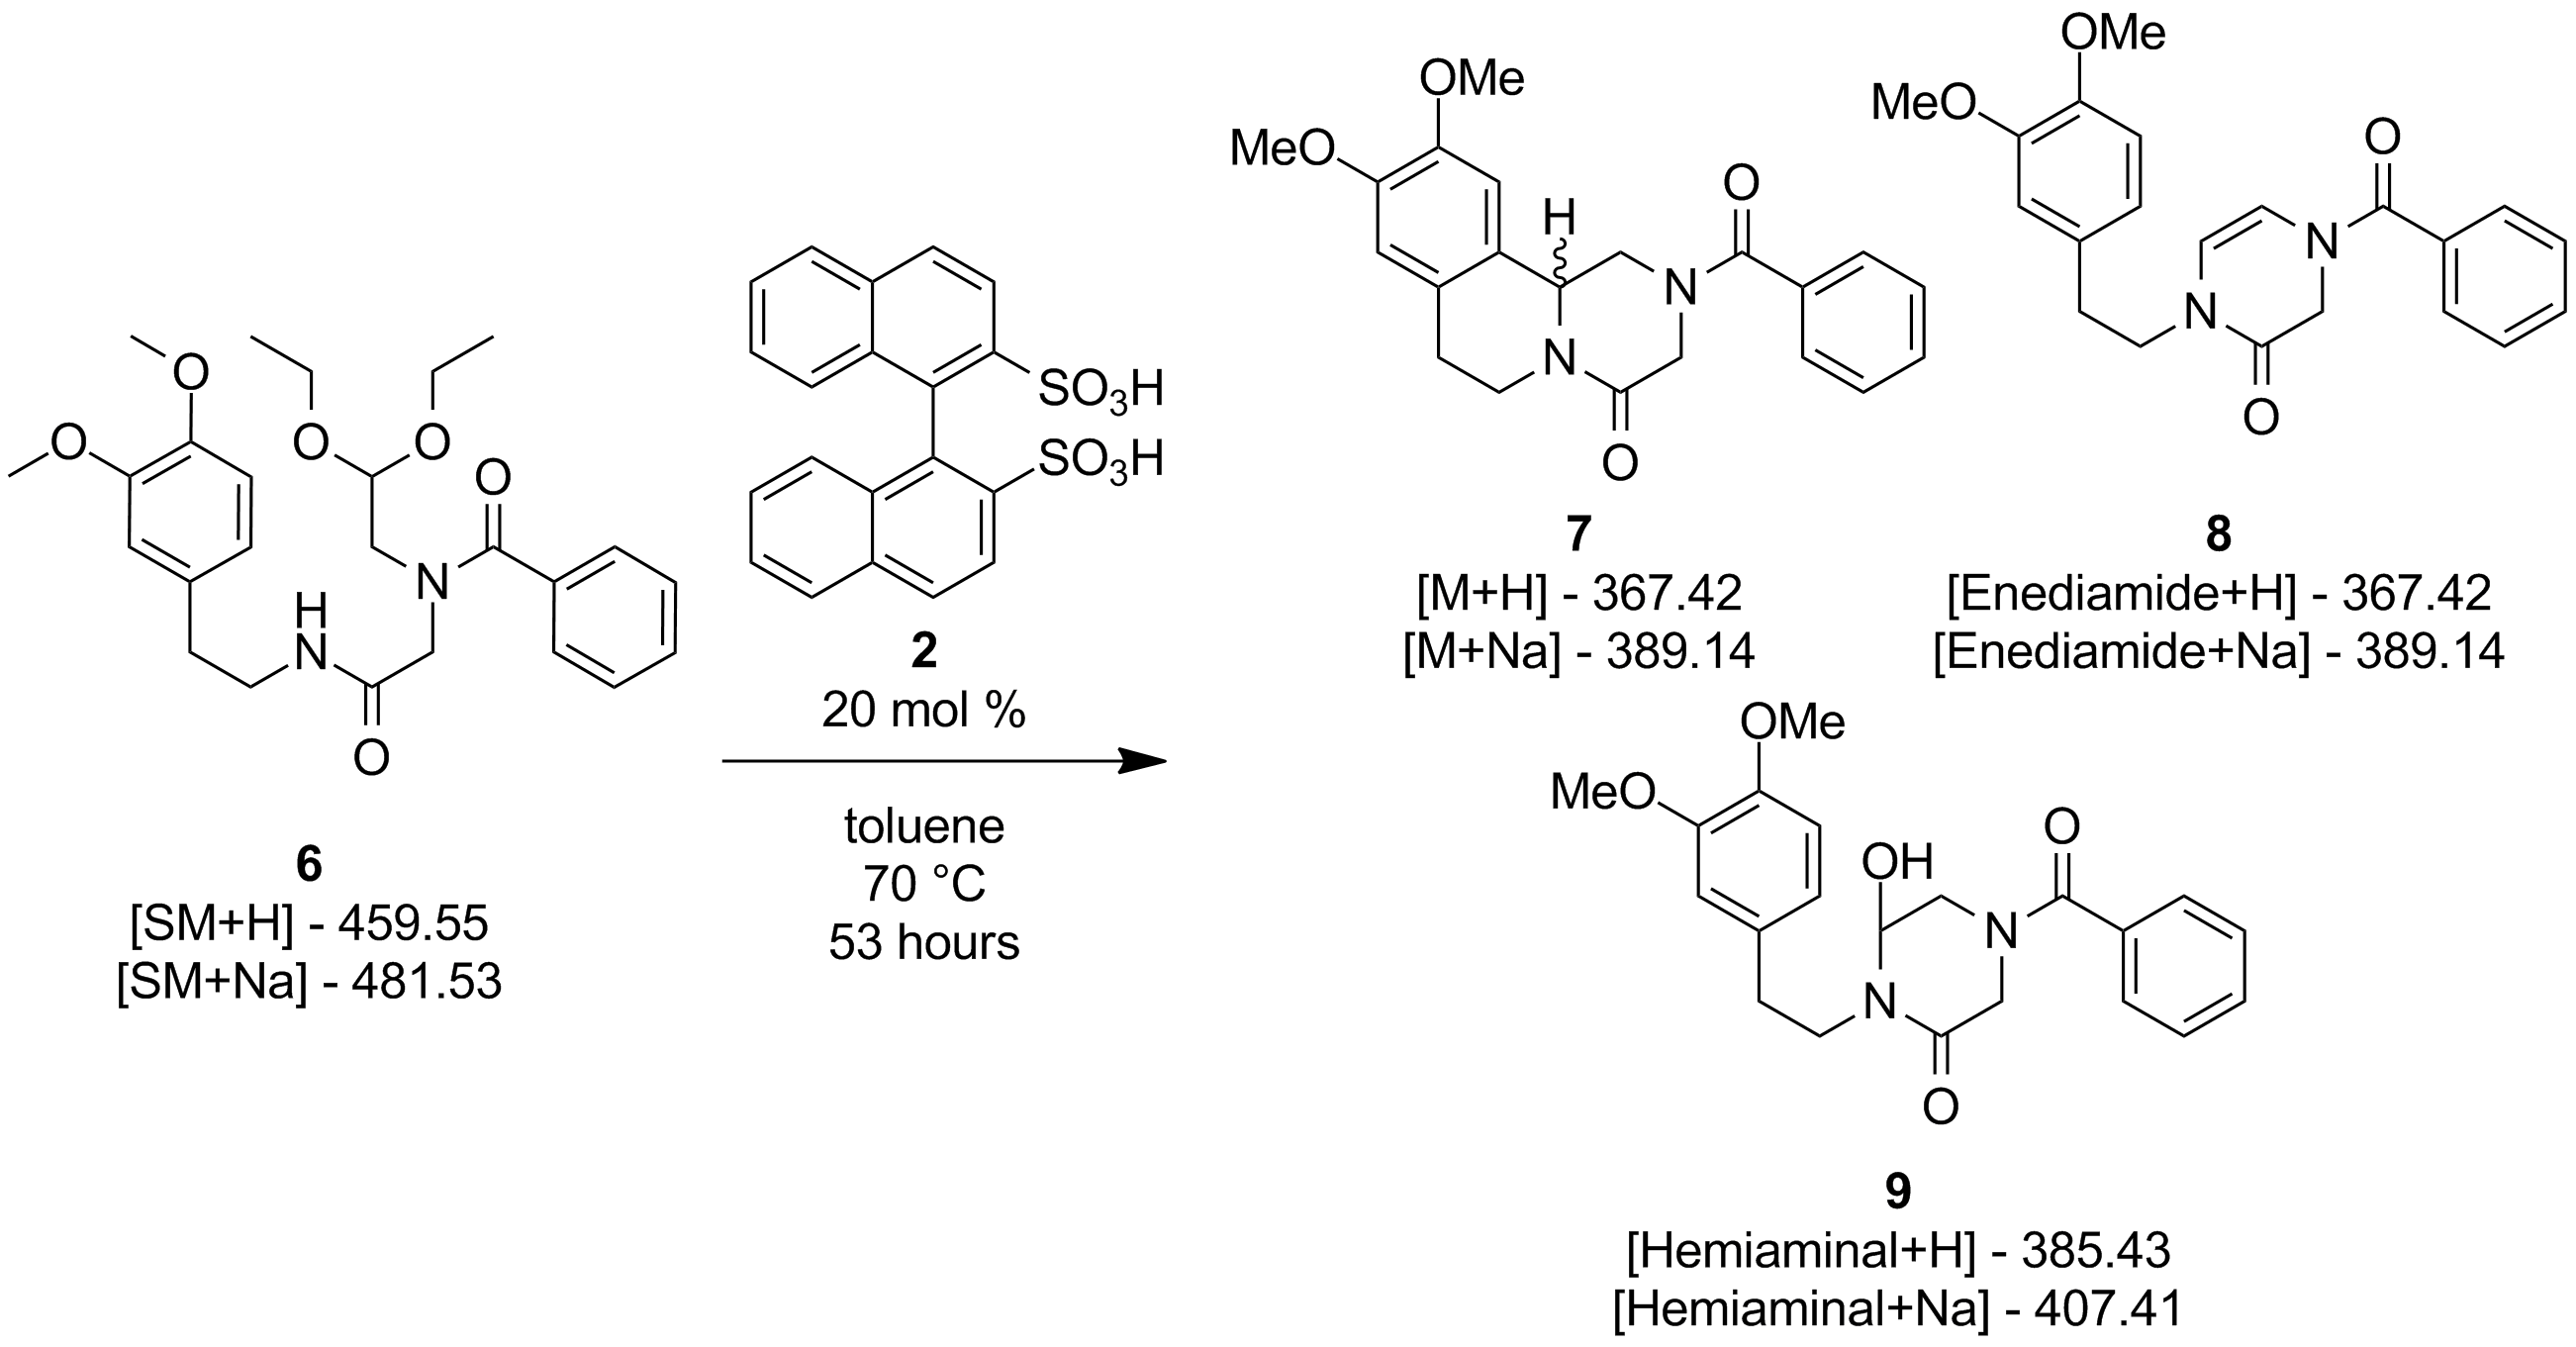 OMe
MeO
H
O
N
N
O
7
[M+H] - 367.42
[M+Na] - 389.14
OMe
MeO
O
N
N
O
8
[Enediamide+H] - 367.42
[Enediamide+Na] - 389.14
O
O
O
O
O
N
H
N
O
6
[SM+H] - 459.55
[SM+Na] - 481.53
SO3H
SO3H
2
20 mol %
toluene
70 °C
53 hours
OMe
MeO
OH
O
N
N
O
9
[Hemiaminal+H] - 385.43
[Hemiaminal+Na] - 407.41